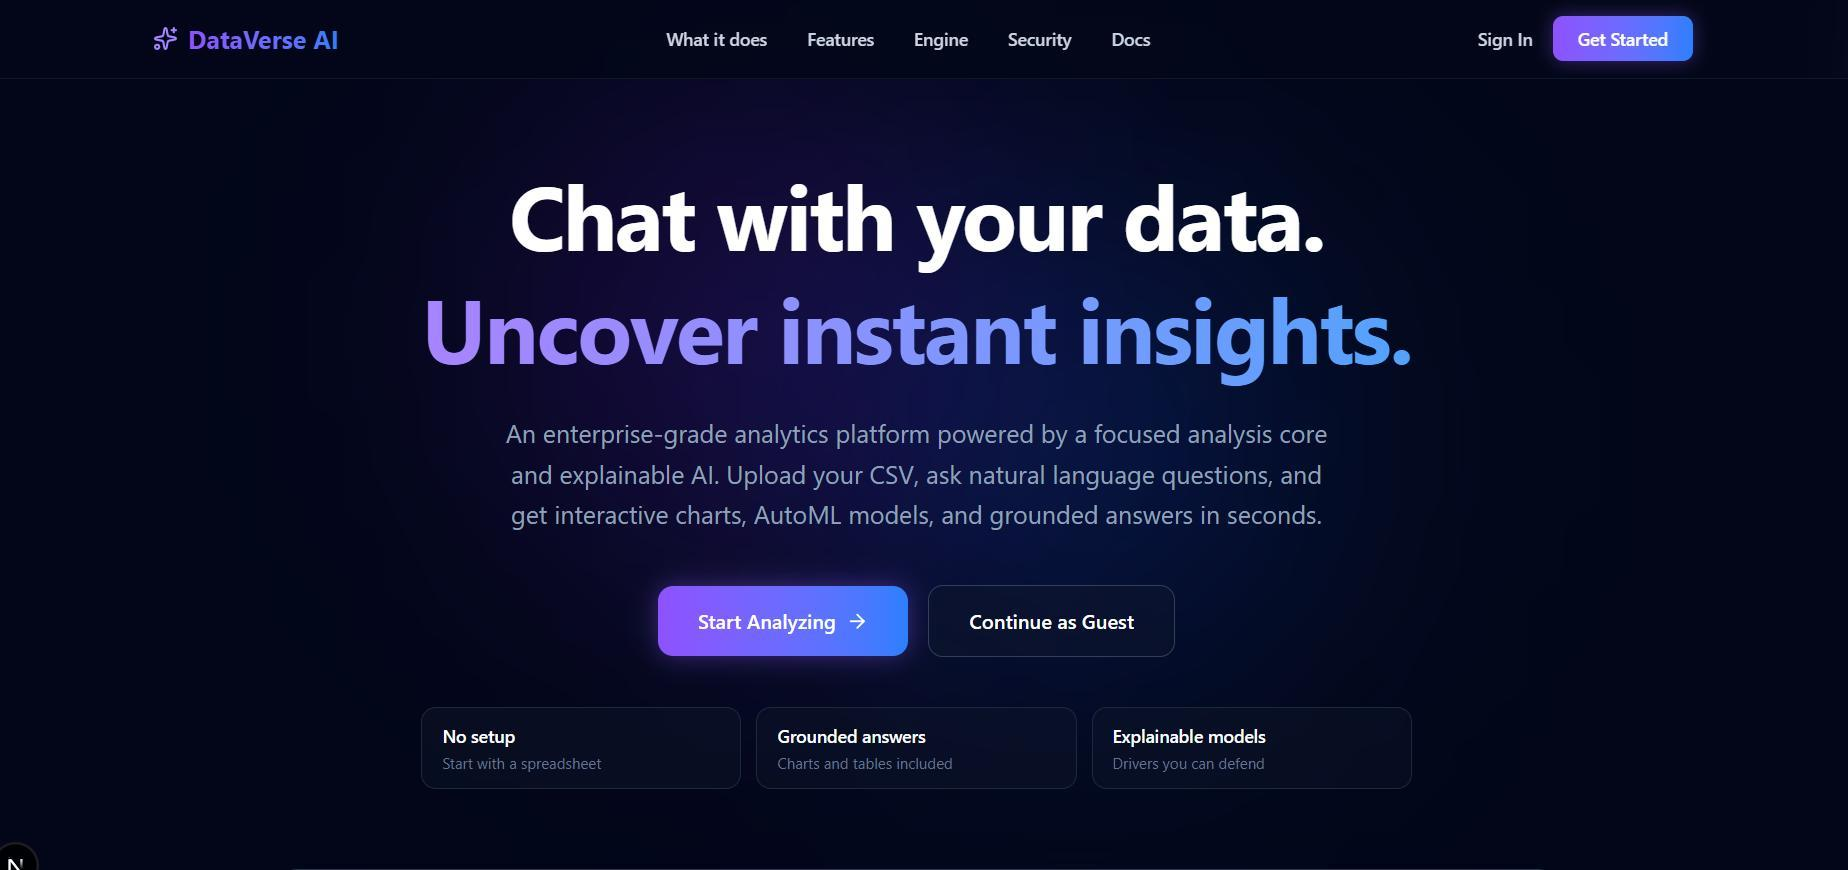 DataVerse AI
What it does
Features
Engine
Security
Docs
Sign In
Get Started
Chat with your data.
Uncover instant insights.
An enterprise-grade analytics platform powered by a focused analysis core
and explainable AI. Upload your CSV, ask natural language questions, and
get interactive charts, AutoML models, and grounded answers in seconds.
Start Analyzing →
Continue as Guest
No setup
Start with a spreadsheet
Grounded answers
Charts and tables included
Explainable models
Drivers you can defend
N